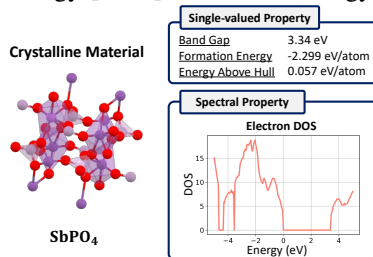 Single-valued Property
Band Gap 3.34 eV
Formation Energy -2.299 eV/atom
Energy Above Hull 0.057 eV/atom
Crystalline Material
SbPO₄
Spectral Property
Electron DOS
DOS
15
10
5
0
−4 −2 0 2 4
Energy (eV)